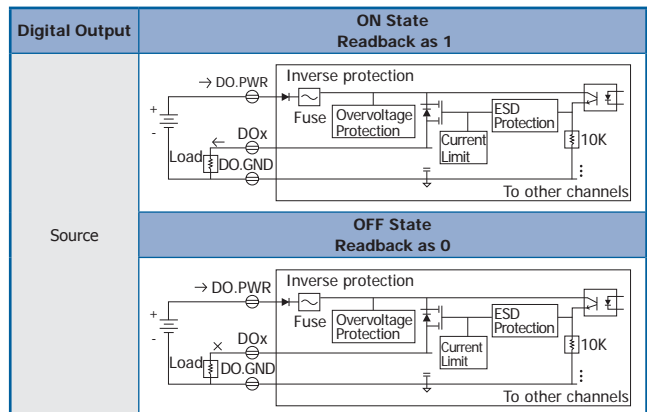 Digital Output
ON State
Readback as 1
Source
→ DO.PWR
Inverse protection
+
-
Fuse
Overvoltage
Protection
ESD
Protection
Current
Limit
10K
← DOx
Load
DO.GND
To other channels
OFF State
Readback as 0
→ DO.PWR
Inverse protection
+
-
Fuse
Overvoltage
Protection
ESD
Protection
Current
Limit
10K
× DOx
Load
DO.GND
To other channels